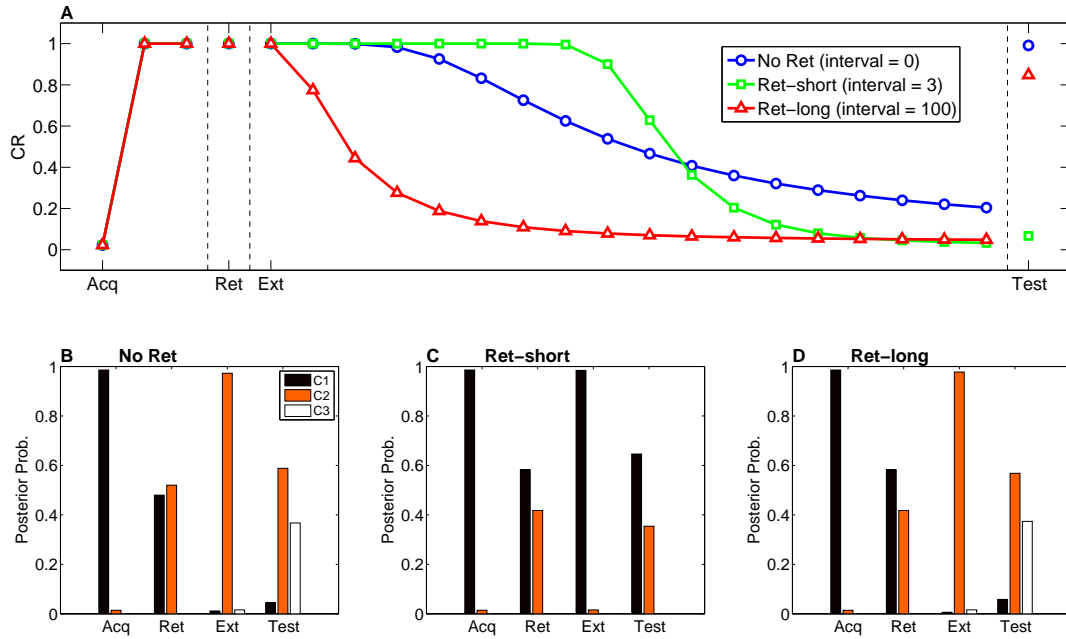 A
CR
1
0.8
0.6
0.4
0.2
0
No Ret (interval = 0)
Ret−short (interval = 3)
Ret−long (interval = 100)
Acq Ret Ext Test
B No Ret
Posterior Prob.
1
0.8
0.6
0.4
0.2
0
C1
C2
C3
Acq Ret Ext Test
C Ret−short
Posterior Prob.
1
0.8
0.6
0.4
0.2
0
Acq Ret Ext Test
D Ret−long
Posterior Prob.
1
0.8
0.6
0.4
0.2
0
Acq Ret Ext Test